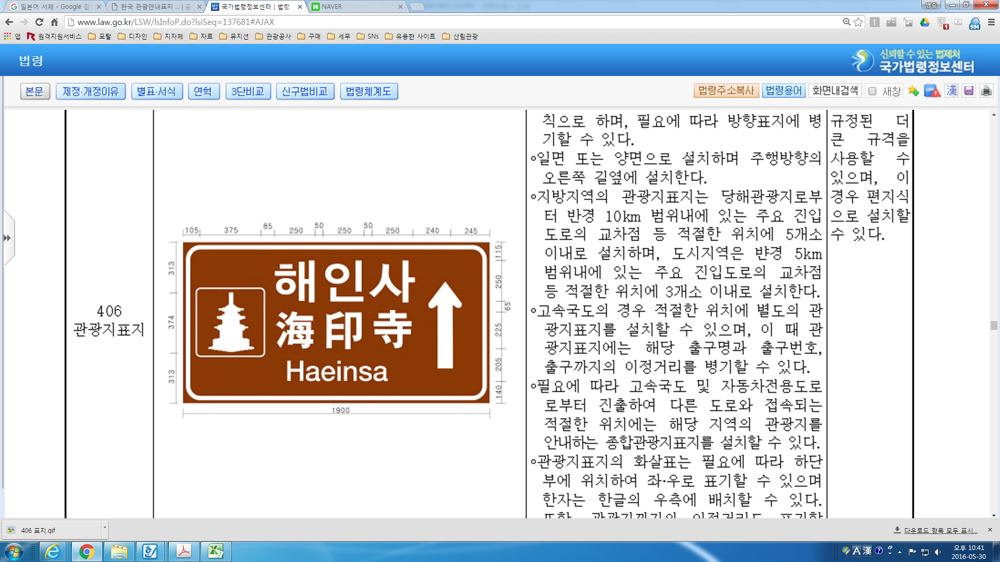 일본어 서체 - Google 검
한국 관광안내표지 ... | 공
국가법령정보센터 | 법령
NAVER
병중
www.law.go.kr/LSW/lsInfoP.do?lsiSeq=137681#AJAX
앱 원격지원서비스 포탈 디자인 지자체 자료 뮤지션 관광공사 구매 세무 SNs 유용한 사이트 산림관광
법령
신뢰할 수 있는 법제처
국가법령정보센터
본문 제정·개정이유 별표·서식 연혁 3단비교 신구법비교 법령체계도
법령주소복사 법령용어 화면내검색 새창 漢
406
관광지표지
105 375 85 250 50 250 50 250 240 245
313
374
313
해인사
海印寺
Haeinsa
115
250
65
225
205
140
1900
칙으로 하며, 필요에 따라 방향표지에 병
기할 수 있다.
∘일면 또는 양면으로 설치하며 주행방향의
오른쪽 길옆에 설치한다.
∘지방지역의 관광지표지는 당해관광지로부
터 반경 10km 범위내에 있는 주요 진입
도로의 교차점 등 적절한 위치에 5개소
이내로 설치하며, 도시지역은 반경 5km
범위내에 있는 주요 진입도로의 교차점
등 적절한 위치에 3개소 이내로 설치한다.
∘고속국도의 경우 적절한 위치에 별도의 관
광지표지를 설치할 수 있으며, 이 때 관
광지표지에는 해당 출구명과 출구번호,
출구까지의 이정거리를 병기할 수 있다.
∘필요에 따라 고속국도 및 자동차전용도로
로부터 진출하여 다른 도로와 접속되는
적절한 위치에는 해당 지역의 관광지를
안내하는 종합관광지표지를 설치할 수 있다.
∘관광지표지의 화살표는 필요에 따라 하단
부에 위치하여 좌·우로 표기할 수 있으며
한자는 한글의 우측에 배치할 수 있다.
또한 관광지까지의 이정거리도 표기할
규정된 더
큰 규격을
사용할 수
있으며, 이
경우 편지식
으로 설치할
수 있다.
406 표지.gif
다운로드 항목 모두 표시...
A 漢
오후 10:41
2016-05-30